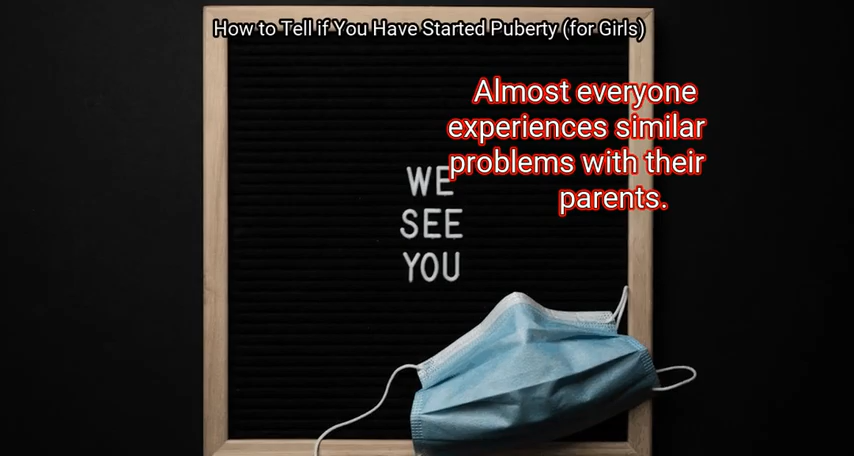 How to Tell if You Have Started Puberty (for Girls)
Almost everyone
experiences similar
problems with their
parents.
WE
SEE
YOU